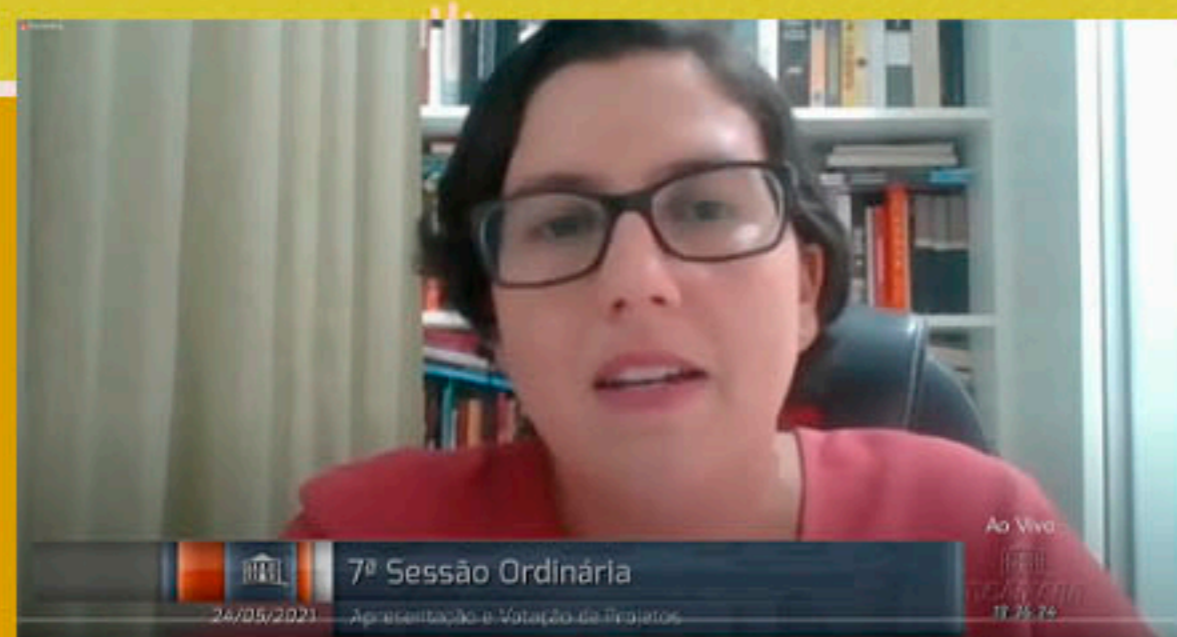 Ao Vivo
7ª Sessão Ordinária
24/05/2021 Apresentação e Votação de Projetos